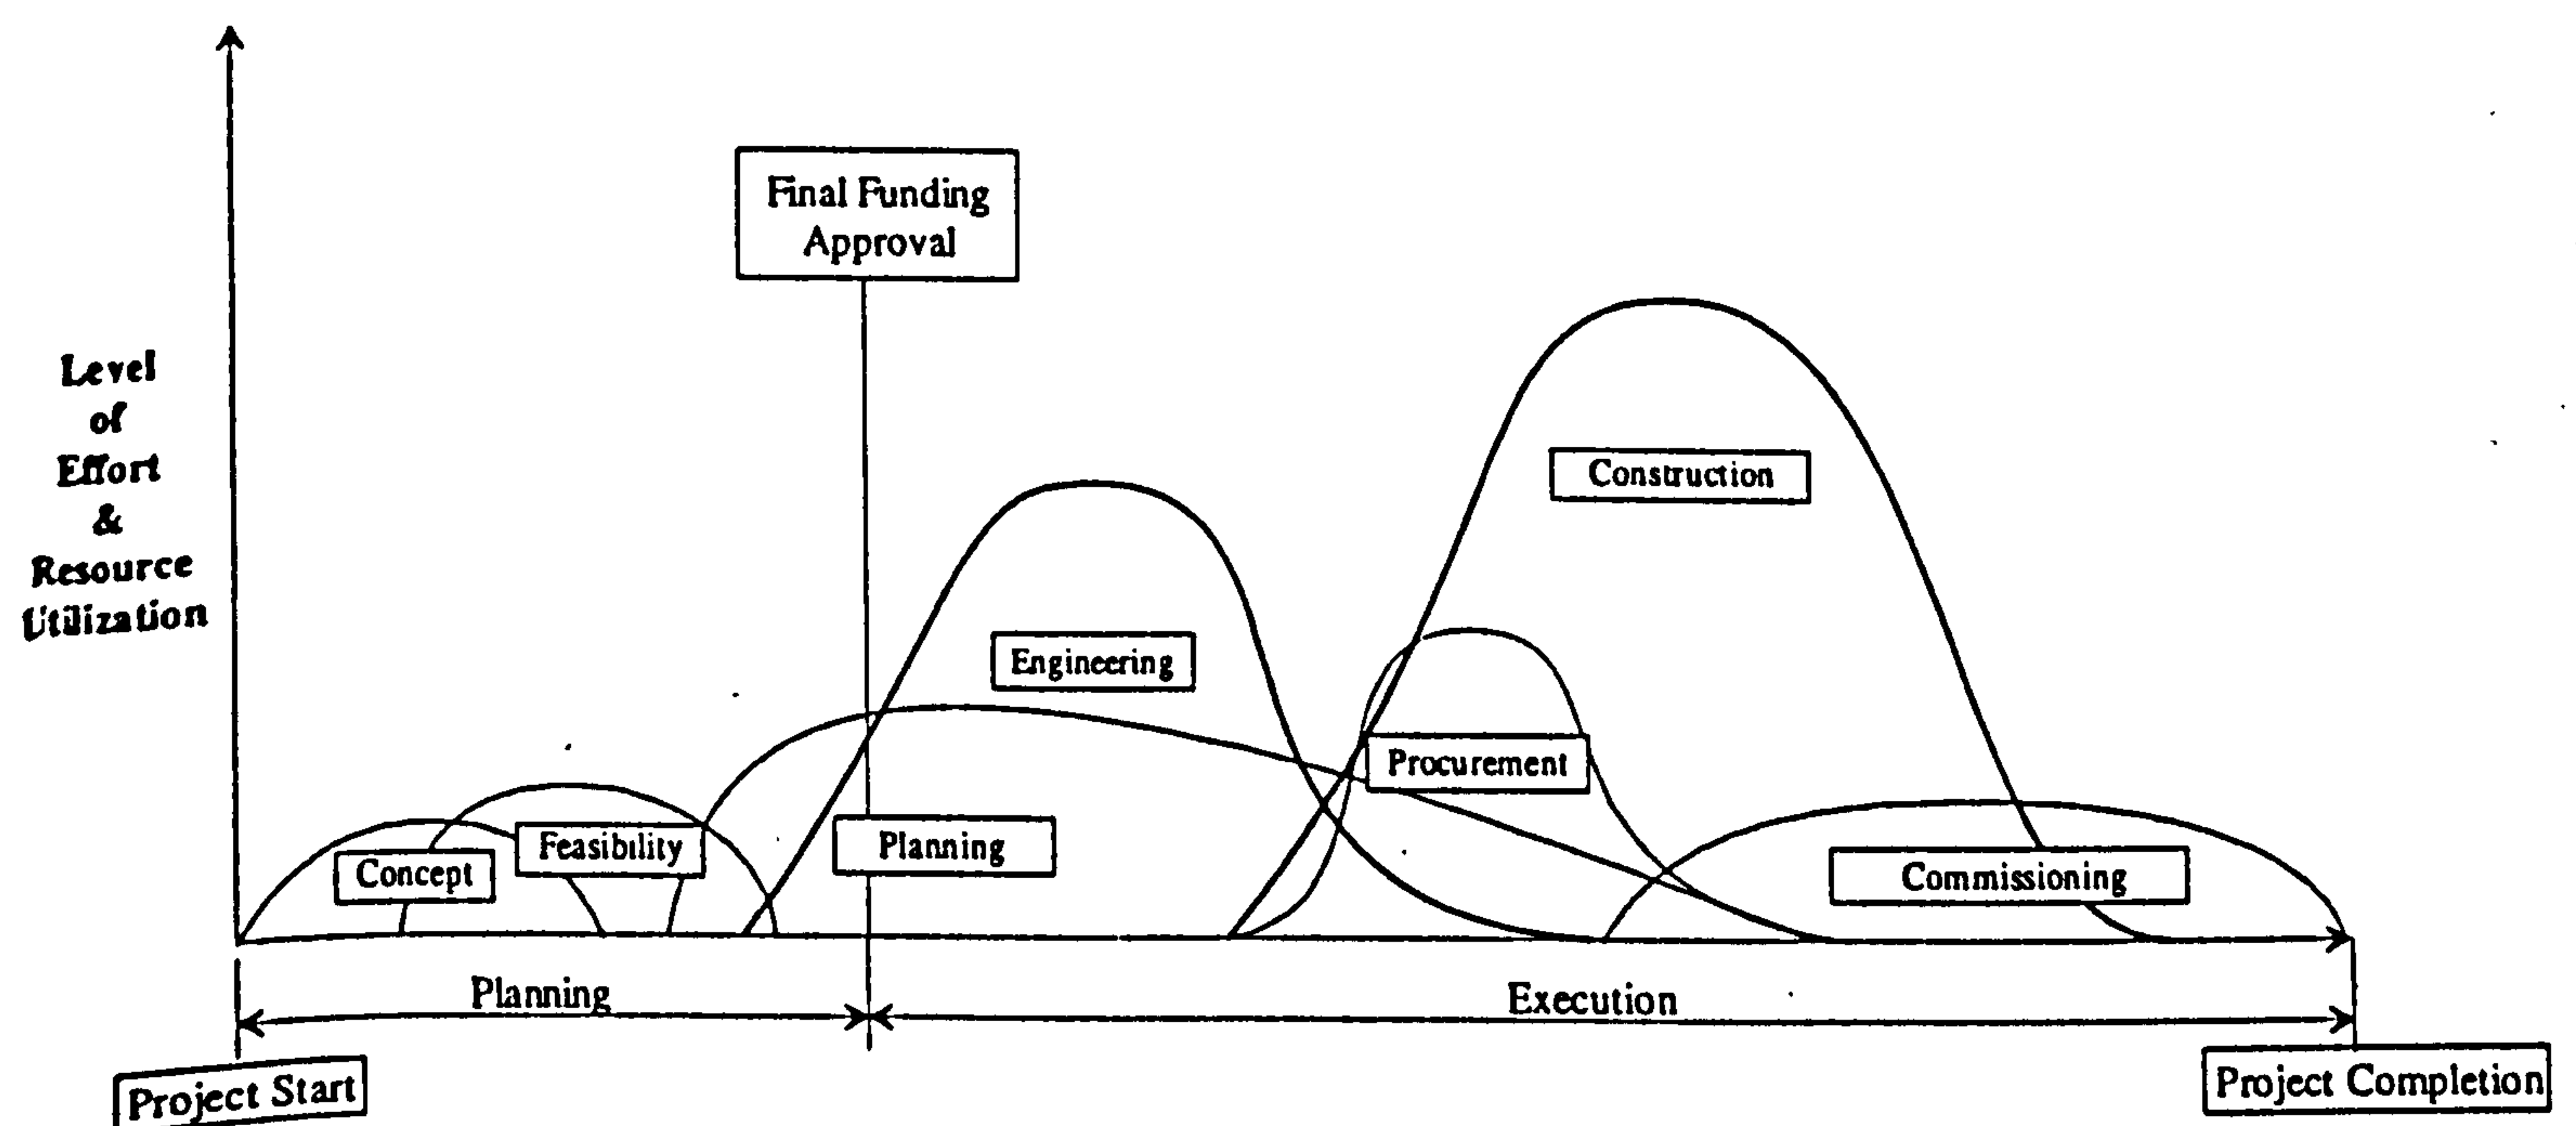 Final Funding
Approval
Level
of
Effort
&
Resource
Utilization
Construction
Engineering
Procurement
Feasibility
Planning
Concept
Commissioning
Planning
Execution
Project Start
Project Completion